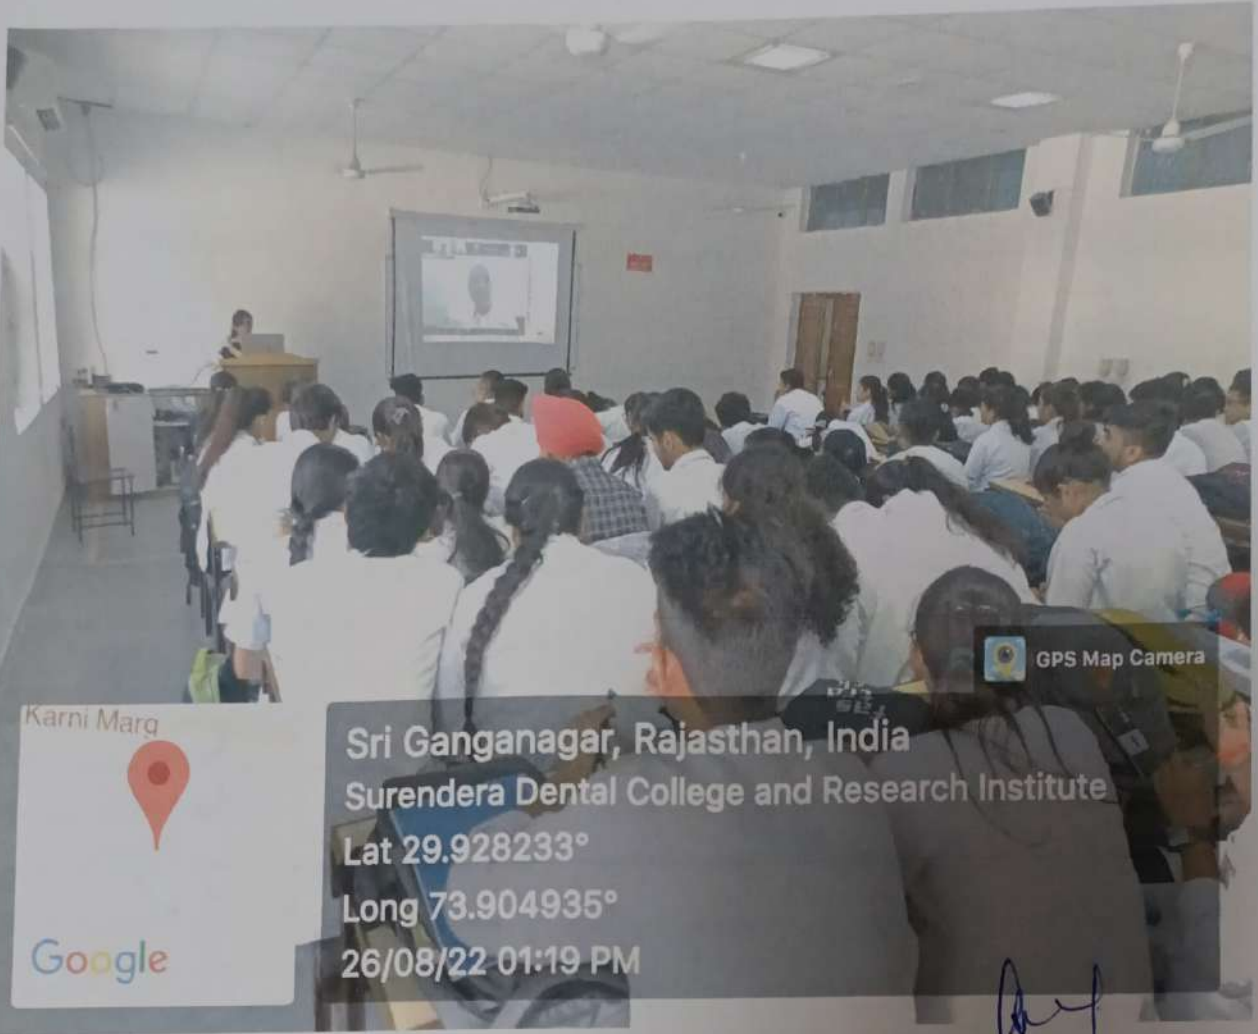 GPS Map Camera
Karni Marg
Sri Ganganagar, Rajasthan, India
Surendera Dental College and Research Institute
Lat 29.928233°
Long 73.904935°
26/08/22 01:19 PM
Google